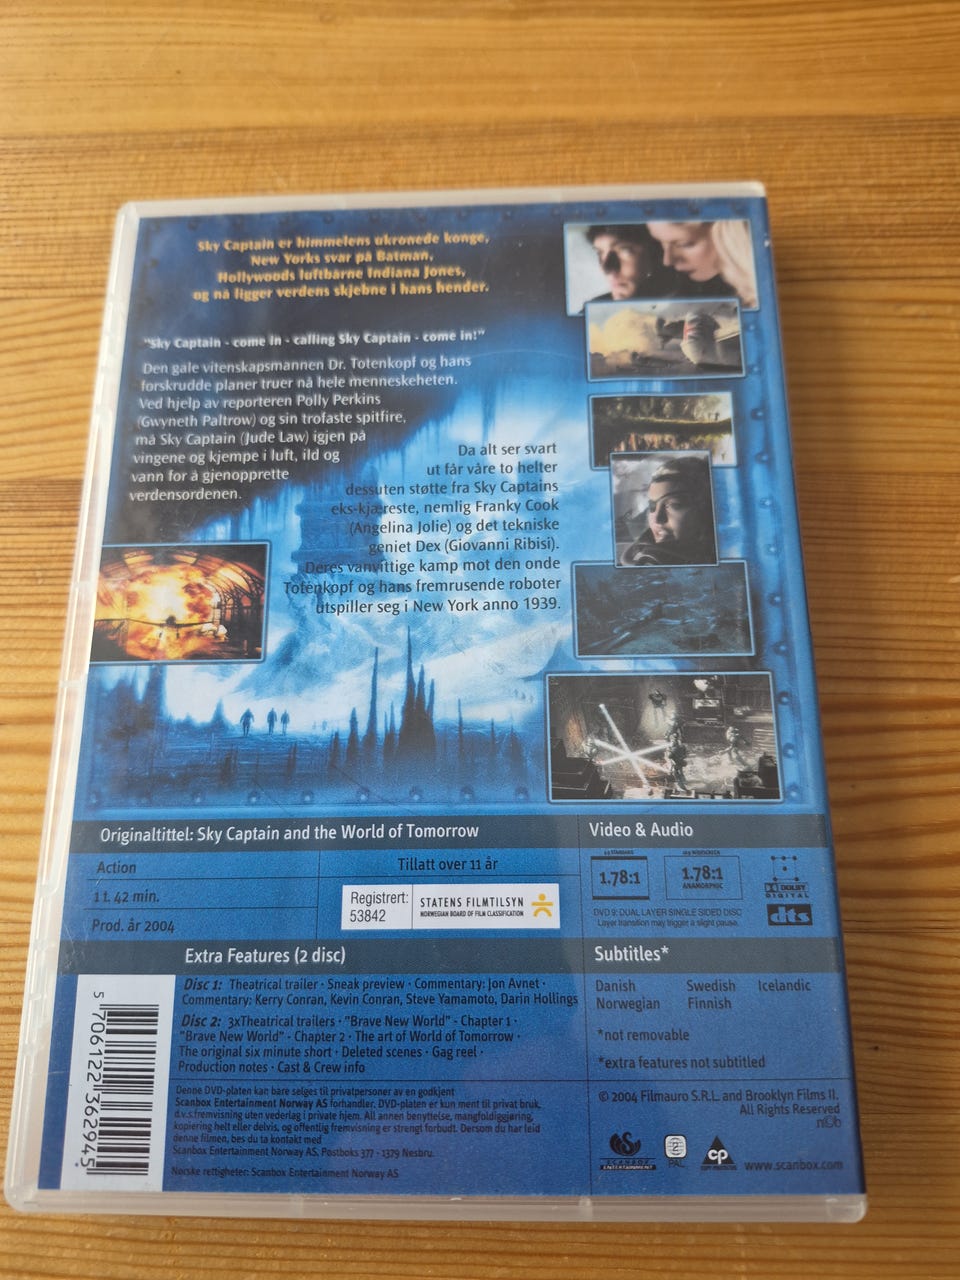 Sky Captain er himmelens ukronede konge,
New Yorks svar på Batman,
Hollywoods luftbårne Indiana Jones,
og nå ligger verdens skjebne i hans hender.
"Sky Captain - come in - calling Sky Captain - come in!"
Den gale vitenskapsmannen Dr. Totenkopf og hans
forskrudde planer truer nå hele menneskeheten.
Ved hjelp av reporteren Polly Perkins
(Gwyneth Paltrow) og sin trofaste spitfire,
må Sky Captain (Jude Law) igjen på
vingene og kjempe i luft, ild og
vann for å gjenopprette
verdensordenen.
Da alt ser svart
ut får våre to helter
dessuten støtte fra Sky Captains
eks-kjæreste, nemlig Franky Cook
(Angelina Jolie) og det tekniske
geniet Dex (Giovanni Ribisi).
Deres vanvittige kamp mot den onde
Totenkopf og hans fremrusende roboter
utspiller seg i New York anno 1939.
Originaltittel: Sky Captain and the World of Tomorrow
Action
1 t. 42 min.
Prod. år 2004
Tillatt over 11 år
Registrert:
53842
STATENS FILMTILSYN
NORWEGIAN BOARD OF FILM CLASSIFICATION
Video & Audio
4:3 STANDARD
1.78:1
16:9 WIDESCREEN
1.78:1
ANAMORPHIC
DOLBY
DIGITAL
dts
DVD 9: DUAL LAYER SINGLE SIDED DISC
Layer transition may trigger a slight pause.
Extra Features (2 disc)
Disc 1: Theatrical trailer · Sneak preview · Commentary: Jon Avnet ·
Commentary: Kerry Conran, Kevin Conran, Steve Yamamoto, Darin Hollings
Disc 2: 3xTheatrical trailers · "Brave New World" - Chapter 1 ·
"Brave New World" - Chapter 2 · The art of World of Tomorrow ·
The original six minute short · Deleted scenes · Gag reel ·
Production notes · Cast & Crew info
Subtitles*
Danish Swedish Icelandic
Norwegian Finnish
*not removable
*extra features not subtitled
5 706122 362945
Denne DVD-platen kan bare selges til privatpersoner av en godkjent
Scanbox Entertainment Norway AS forhandler. DVD-platen er kun ment til privat bruk,
d.v.s. fremvisning uten vederlag i private hjem. All annen benyttelse, mangfoldiggjøring,
kopiering helt eller delvis, og offentlig fremvisning er strengt forbudt. Dersom du har leid
denne filmen, bes du ta kontakt med
Scanbox Entertainment Norway AS. Postboks 377 · 1379 Nesbru.
Norske rettigheter: Scanbox Entertainment Norway AS
© 2004 Filmauro S.R.L and Brooklyn Films II.
All Rights Reserved
n©b
SCANBOX
ENTERTAINMENT
2
PAL
CP
COPY PROTECTED
www.scanbox.com